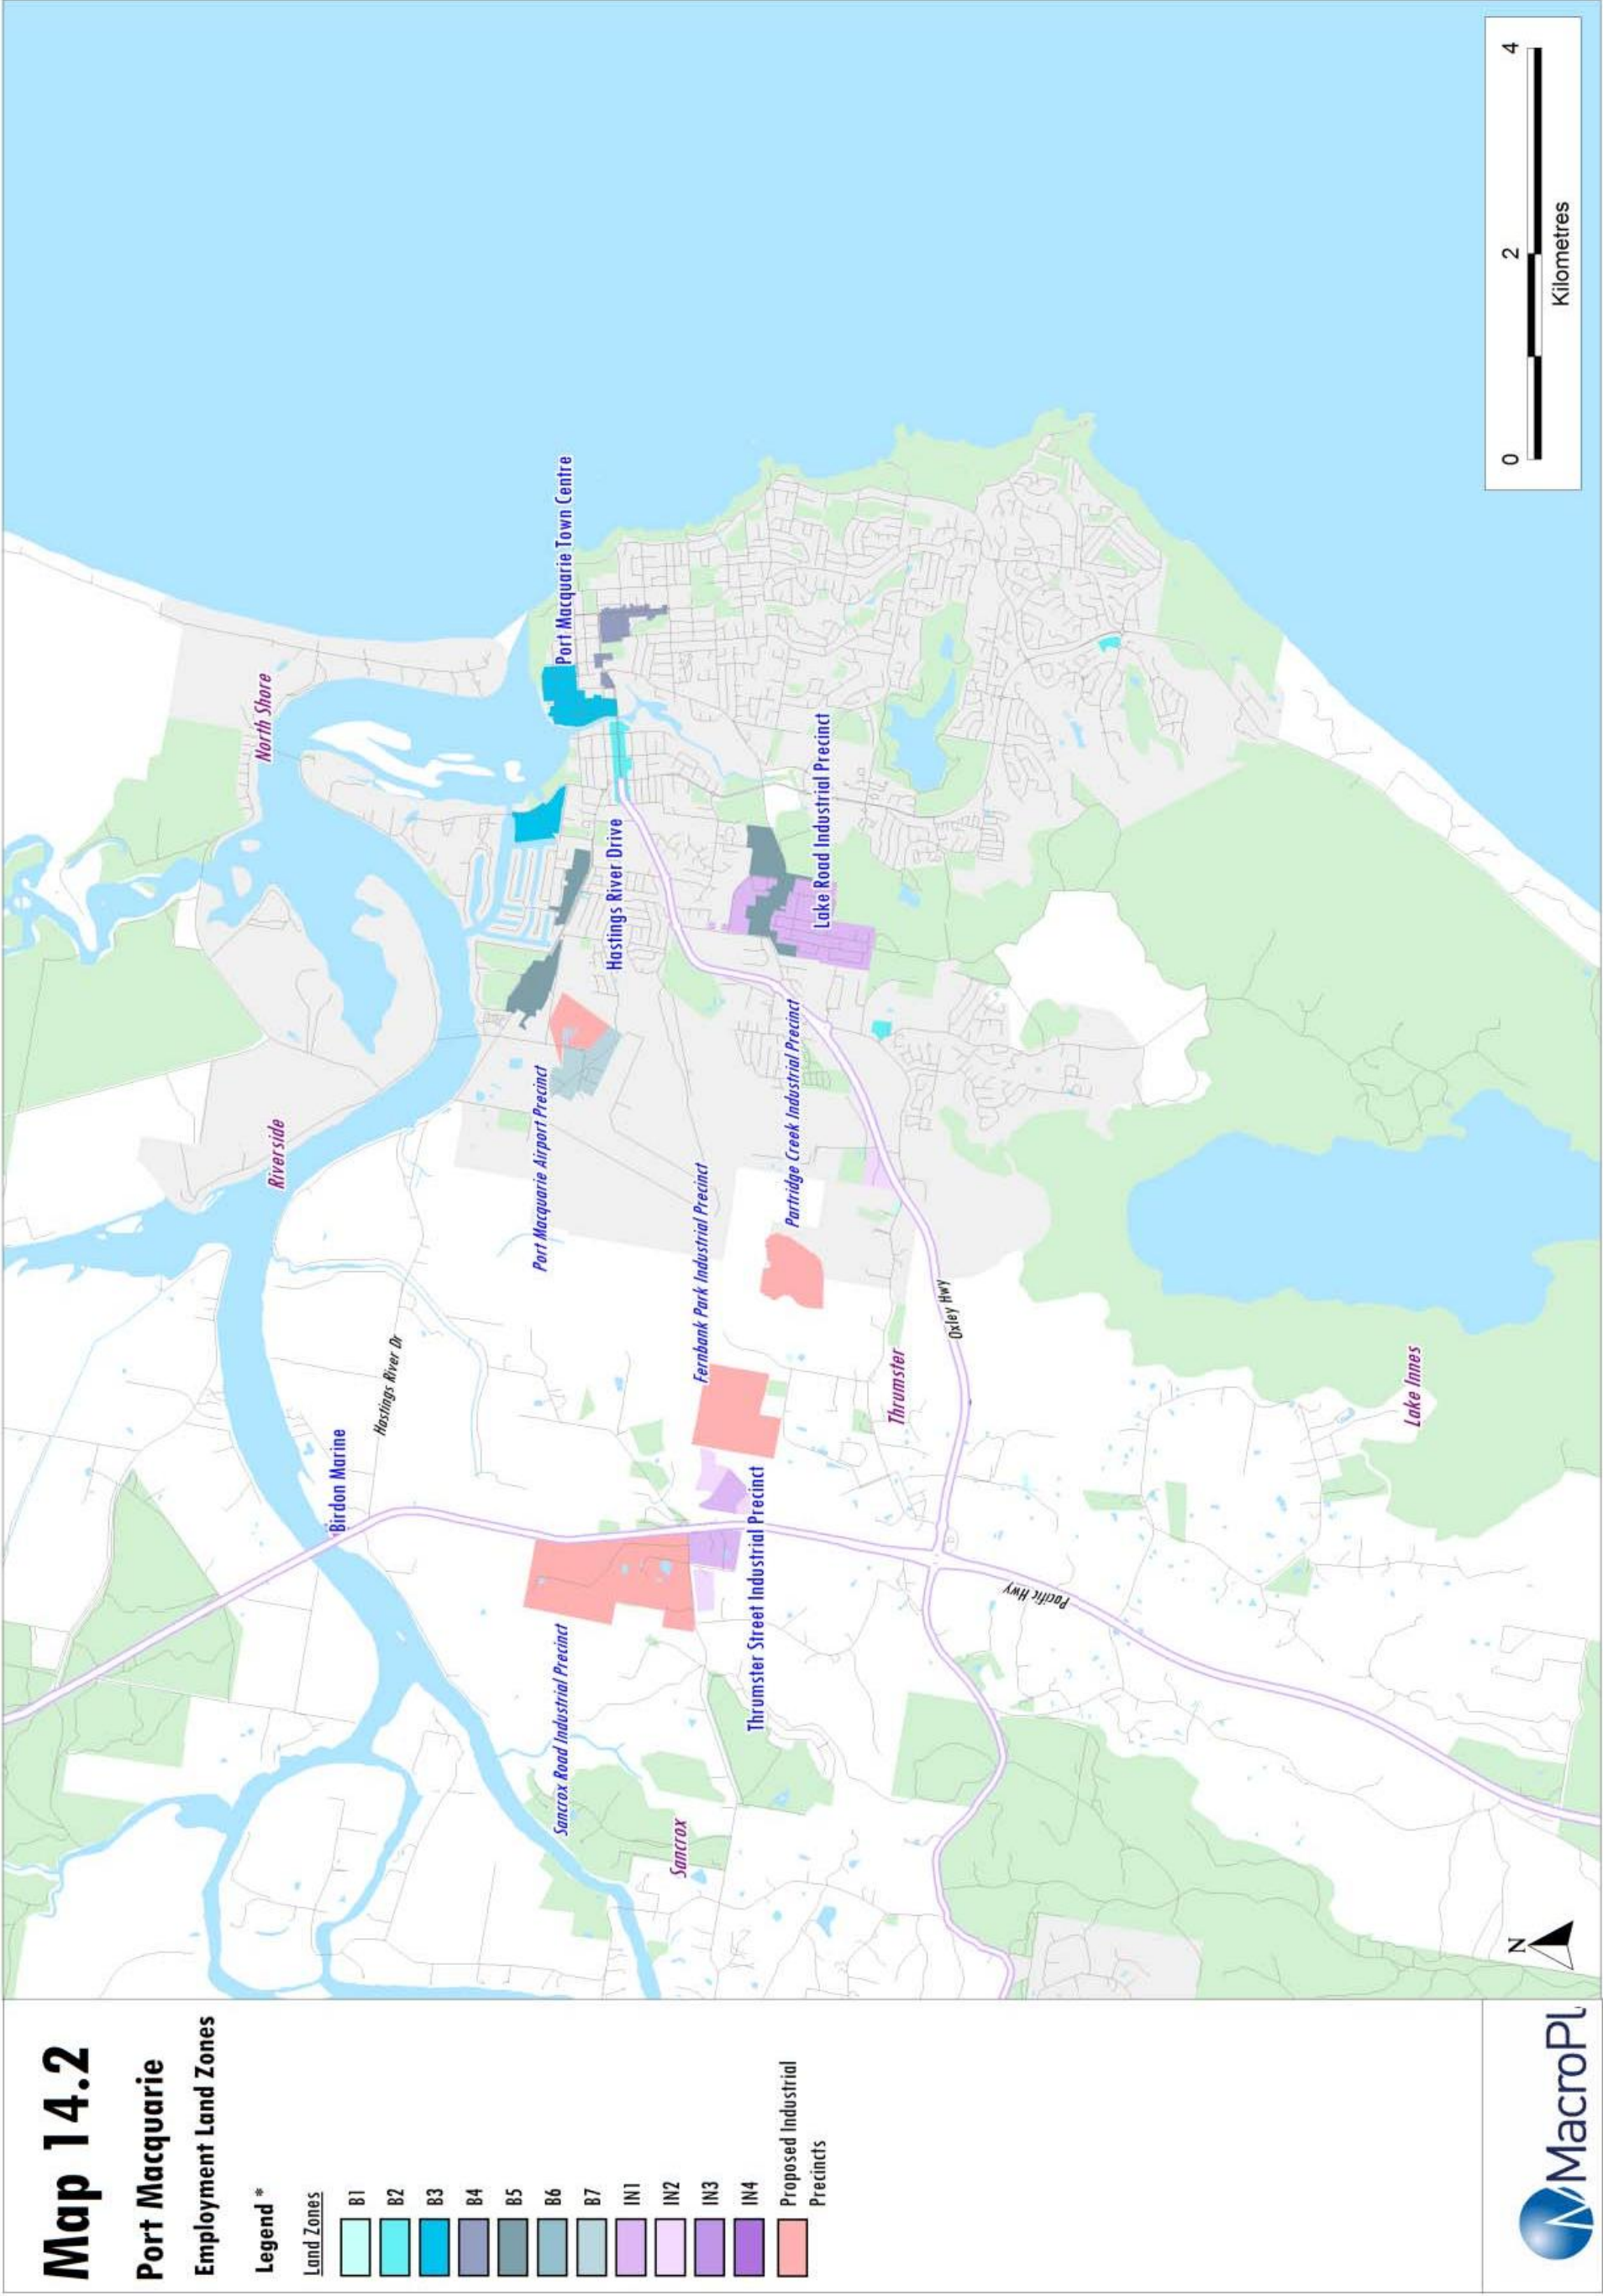 Map 14.2
Port Macquarie
Employment Land Zones
Legend *
Land Zones
B1
B2
B3
B4
B5
B6
B7
IN1
IN2
IN3
IN4
Proposed Industrial
Precincts
MacroPl
N
North Shore
Riverside
Birdon Marine
Hastings River Dr
Port Macquarie Town Centre
Hastings River Drive
Port Macquarie Airport Precinct
Sancrox Road Industrial Precinct
Sancrox
Fernbank Park Industrial Precinct
Thrumster Street Industrial Precinct
Partridge Creek Industrial Precinct
Lake Road Industrial Precinct
Thrumster
Oxley Hwy
Pacific Hwy
Lake Innes
0 2 4
Kilometres